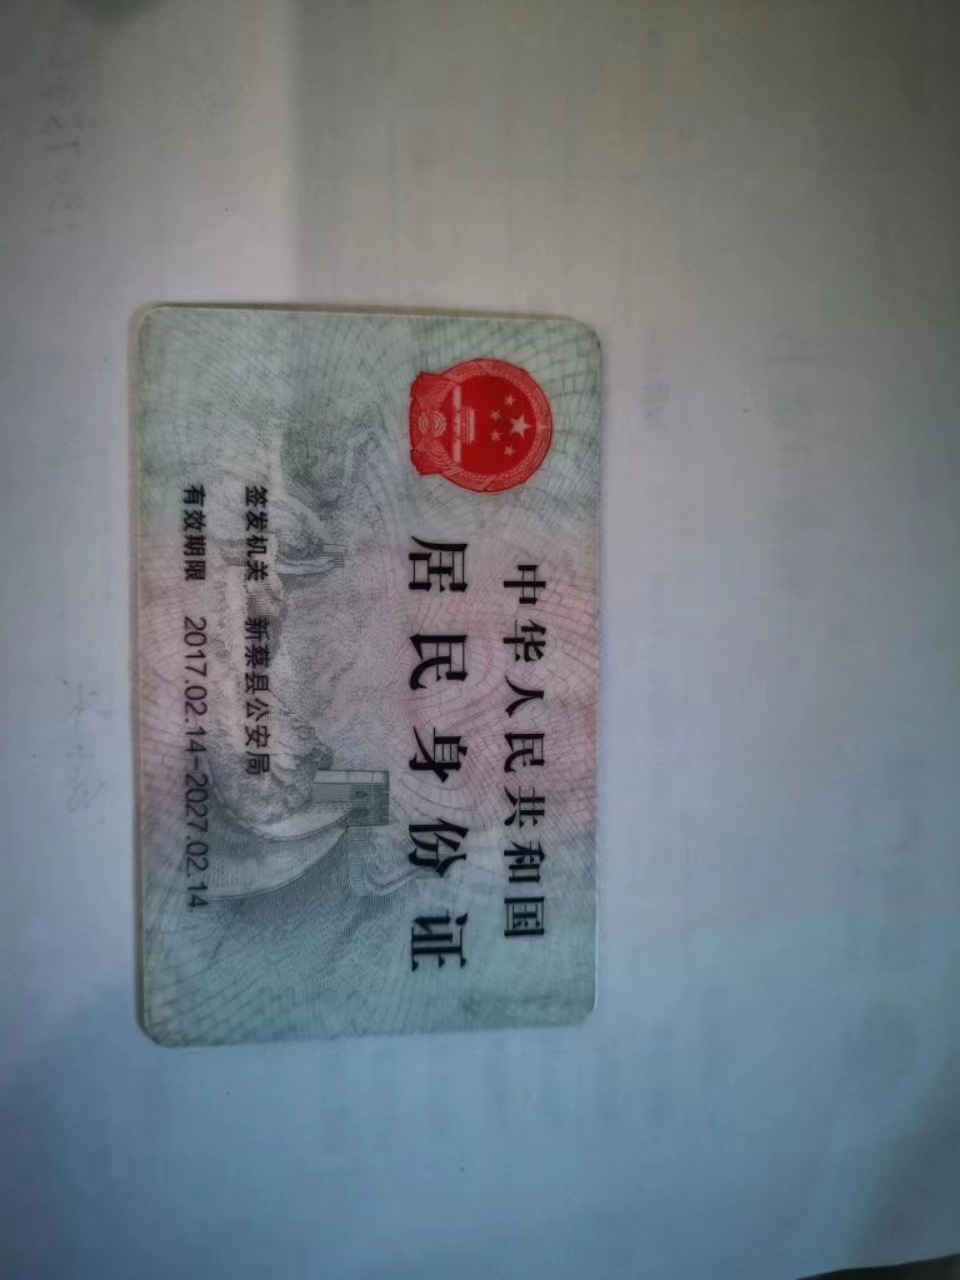 中华人民共和国
居民身份证
签发机关 新蔡县公安局
有效期限 2017.02.14-2027.02.14